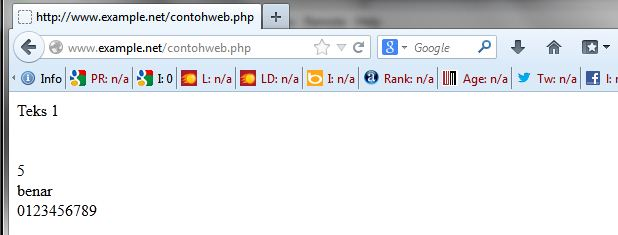 http://www.example.net/contohweb.php
www.example.net/contohweb.php
Google
Info PR: n/a I: 0 L: n/a LD: n/a I: n/a Rank: n/a Age: n/a Tw: n/a I:
Teks 1
5
benar
0123456789